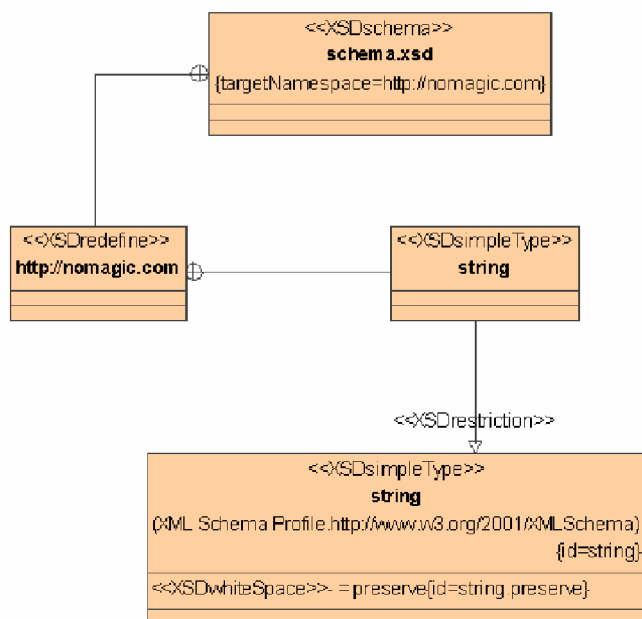 <<XSDschema>>
schema.xsd
{targetNamespace=http://nomagic.com}
<<XSDredefine>>
http://nomagic.com
<<XSDsimpleType>>
string
<<XSDrestriction>>
<<XSDsimpleType>>
string
(XML Schema Profile.http://www.w3.org/2001/XMLSchema)
{id=string}
<<XSDwhiteSpace>>- = preserve{id=string.preserve}